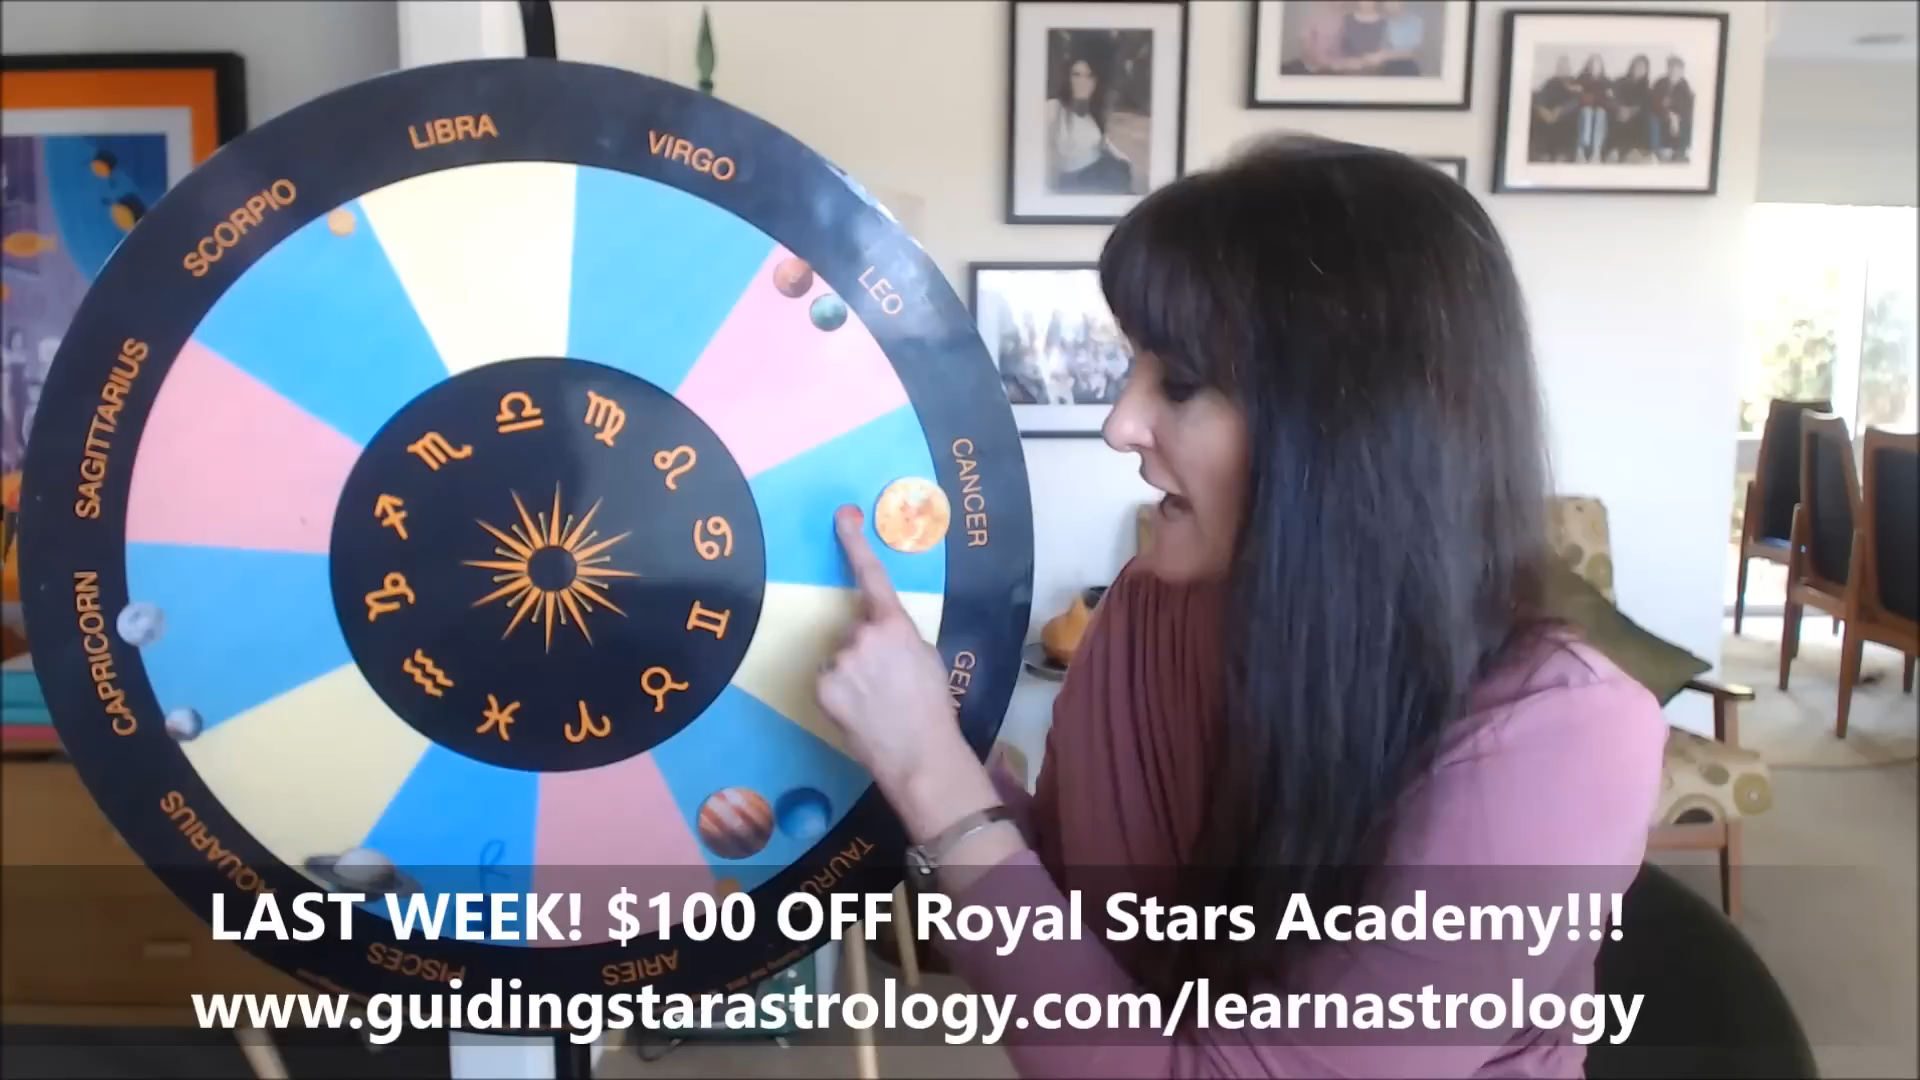 LIBRA
VIRGO
SCORPIO
LEO
SAGITTARIUS
CANCER
CAPRICORN
AQUARIUS
PISCES
ARIES
LAST WEEK! $100 OFF Royal Stars Academy!!!
www.guidingstarastrology.com/learnastrology